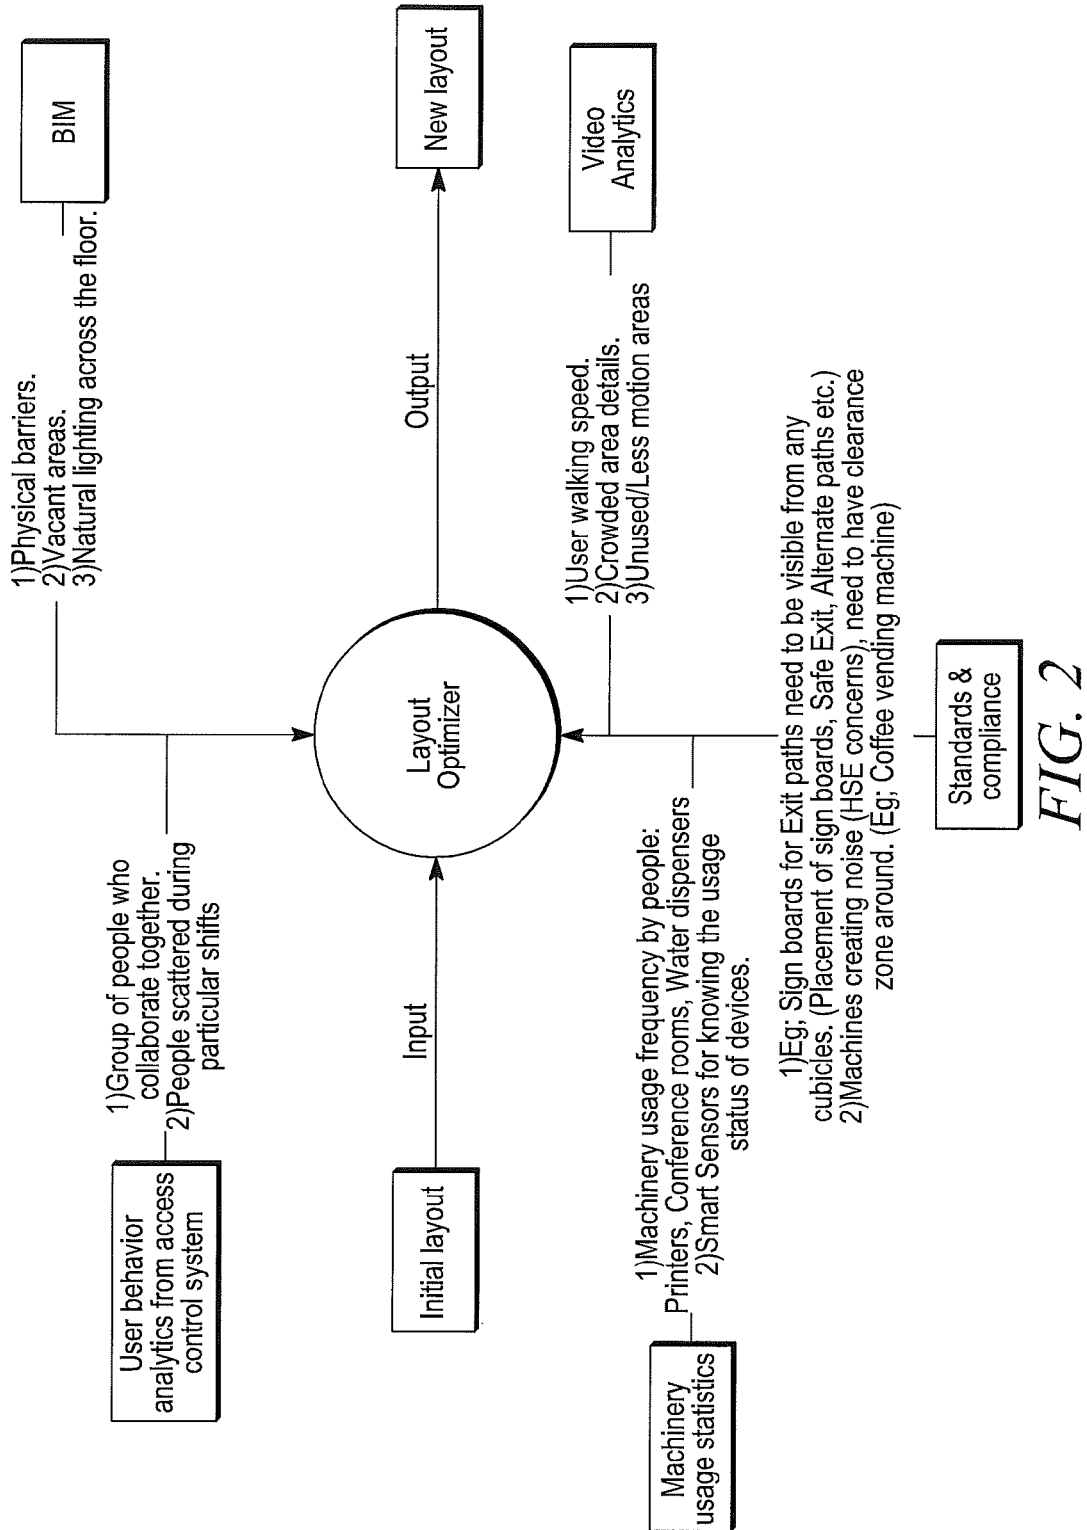 User behavior
analytics from access
control system
1)Group of people who
collaborate together.
2)People scattered during
particular shifts
1)Physical barriers.
2)Vacant areas.
3)Natural lighting across the floor.
BIM
Initial layout
Input
Layout
Optimizer
Output
New layout
Machinery
usage statistics
1)Machinery usage frequency by people:
Printers, Conference rooms, Water dispensers
2)Smart Sensors for knowing the usage
status of devices.
1)User walking speed.
2)Crowded area details.
3)Unused/Less motion areas
Video
Analytics
1)Eg; Sign boards for Exit paths need to be visible from any
cubicles. (Placement of sign boards, Safe Exit, Alternate paths etc.)
2)Machines creating noise (HSE concerns), need to have clearance
zone around. (Eg; Coffee vending machine)
Standards &
compliance
FIG. 2